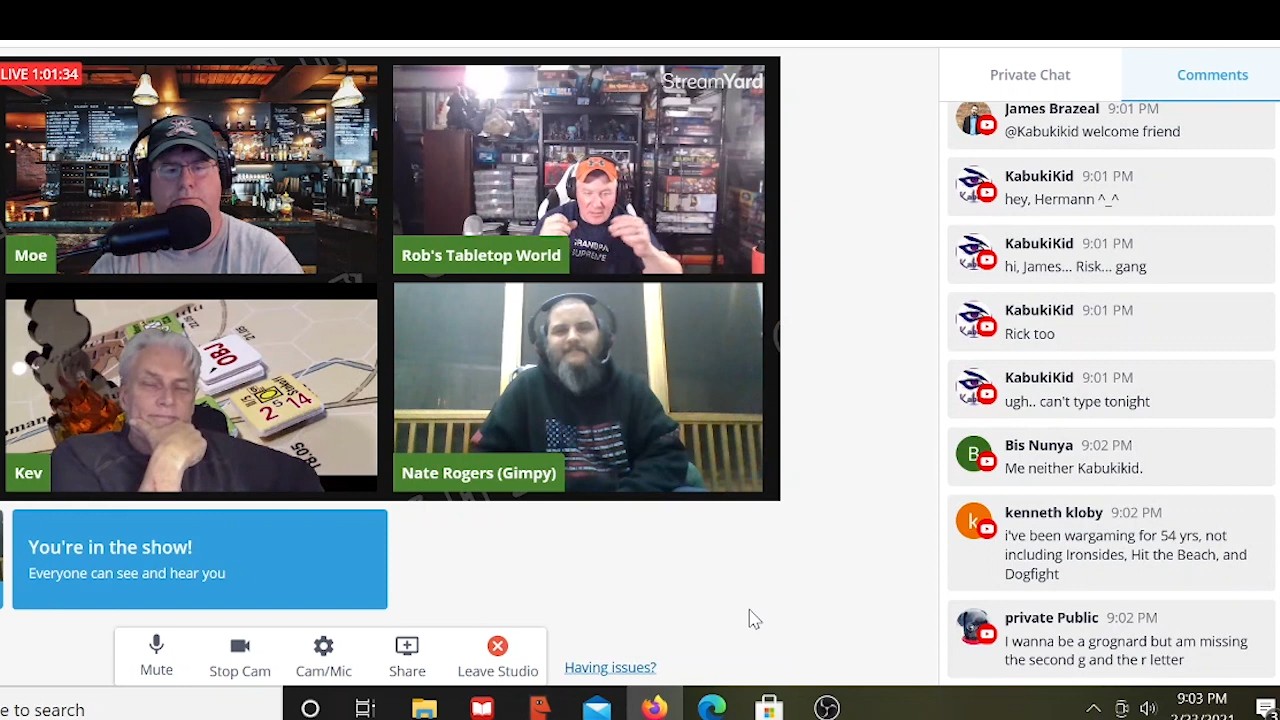 LIVE 1:01:34
StreamYard
Moe
Rob's Tabletop World
GRANDPA
SUPREME
OBJ
2 14
Kev
Nate Rogers (Gimpy)
You're in the show!
Everyone can see and hear you
Mute
Stop Cam
Cam/Mic
Share
Leave Studio
Having issues?
Private Chat
Comments
James Brazeal 9:01 PM
@Kabukikid welcome friend
KabukiKid 9:01 PM
hey, Hermann ^_^
KabukiKid 9:01 PM
hi, James... Risk... gang
KabukiKid 9:01 PM
Rick too
KabukiKid 9:01 PM
ugh.. can't type tonight
B
Bis Nunya 9:02 PM
Me neither Kabukikid.
k
kenneth kloby 9:02 PM
i've been wargaming for 54 yrs, not
including Ironsides, Hit the Beach, and
Dogfight
private Public 9:02 PM
I wanna be a grognard but am missing
the second g and the r letter
e to search
9:03 PM